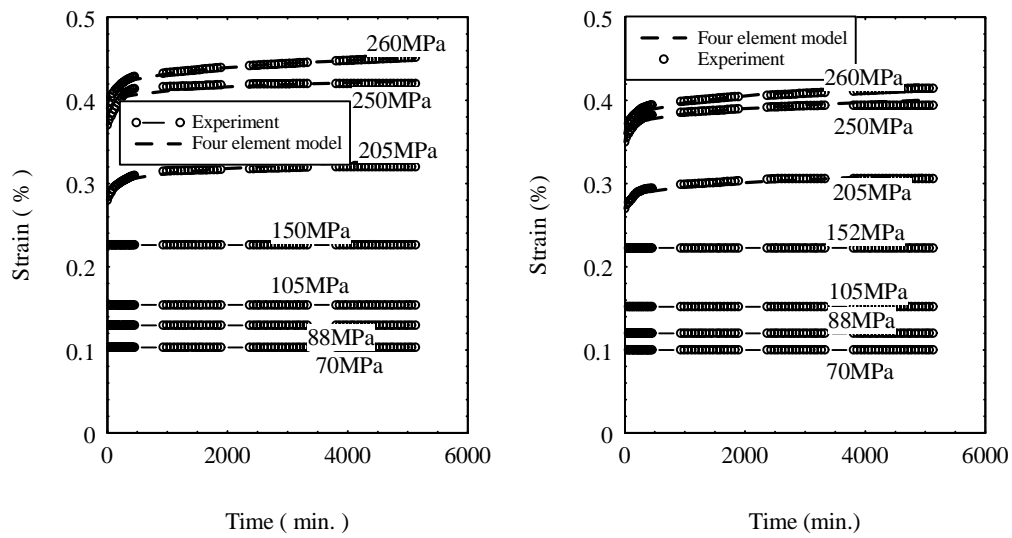 0.5
0.4
0.3
0.2
0.1
0
Strain ( % )
260MPa
250MPa
Experiment
Four element model
205MPa
150MPa
105MPa
88MPa
70MPa
0 2000 4000 6000
Time ( min. )
0.5
0.4
0.3
0.2
0.1
0
Strain (%)
Four element model
Experiment
260MPa
250MPa
205MPa
152MPa
105MPa
88MPa
70MPa
0 2000 4000 6000
Time (min.)